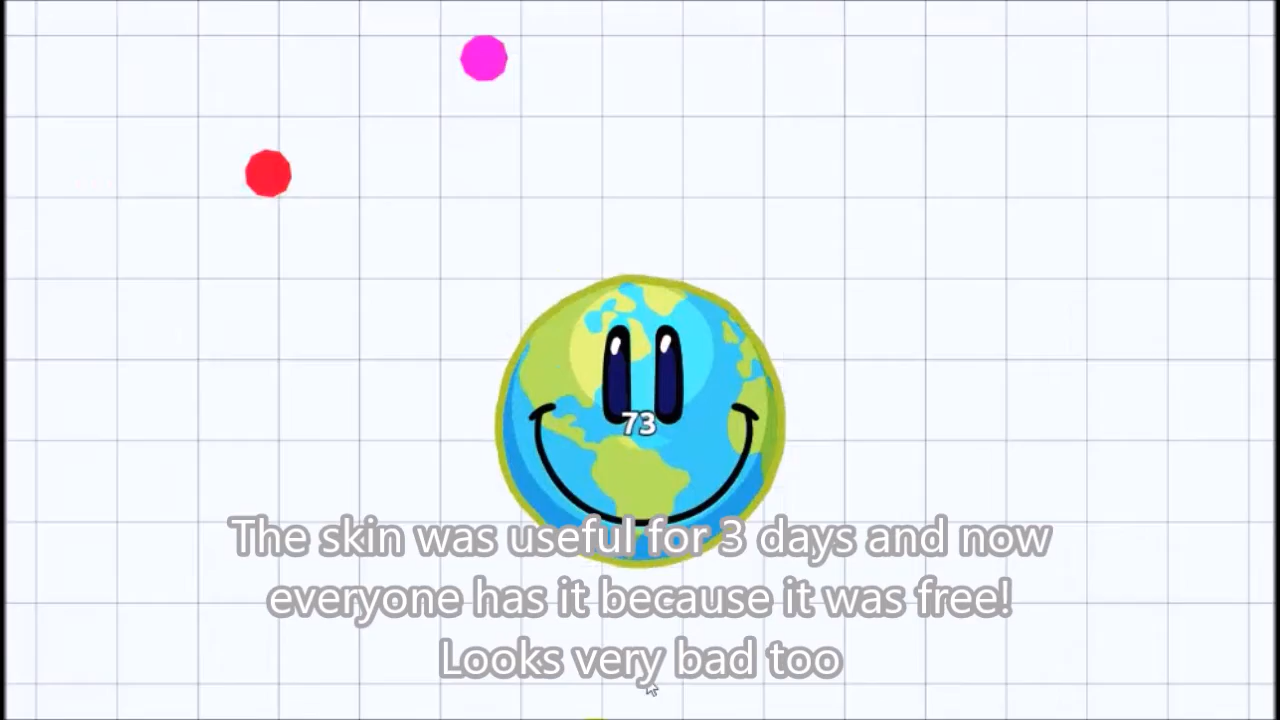 73
The skin was useful for 3 days and now
everyone has it because it was free!
Looks very bad too